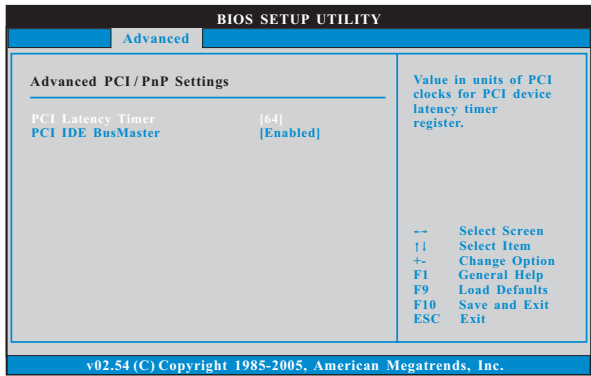 BIOS SETUP UTILITY
Advanced
Advanced PCI / PnP Settings
PCI Latency Timer [64]
PCI IDE BusMaster [Enabled]
Value in units of PCI
clocks for PCI device
latency timer
register.
←→ Select Screen
↑↓ Select Item
+- Change Option
F1 General Help
F9 Load Defaults
F10 Save and Exit
ESC Exit
v02.54 (C) Copyright 1985-2005, American Megatrends, Inc.